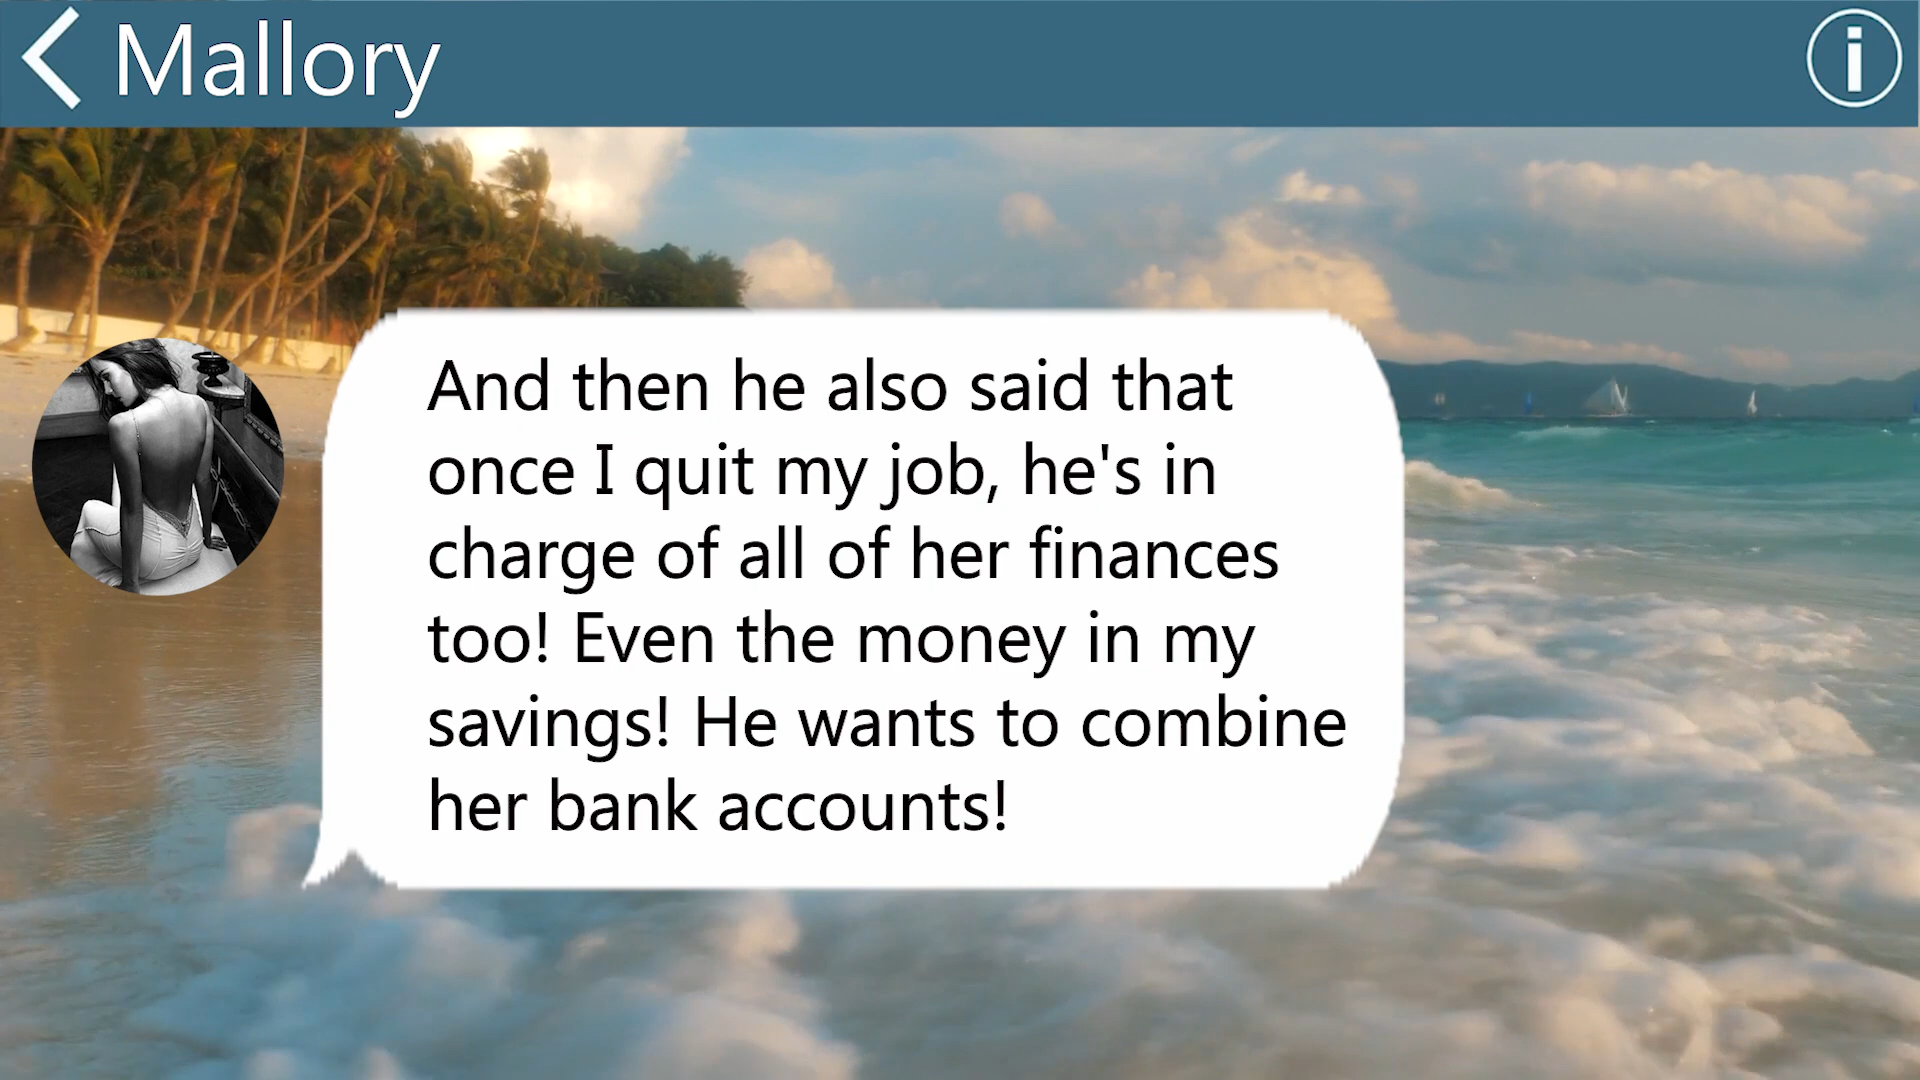 Mallory
And then he also said that
once I quit my job, he's in
charge of all of her finances
too! Even the money in my
savings! He wants to combine
her bank accounts!